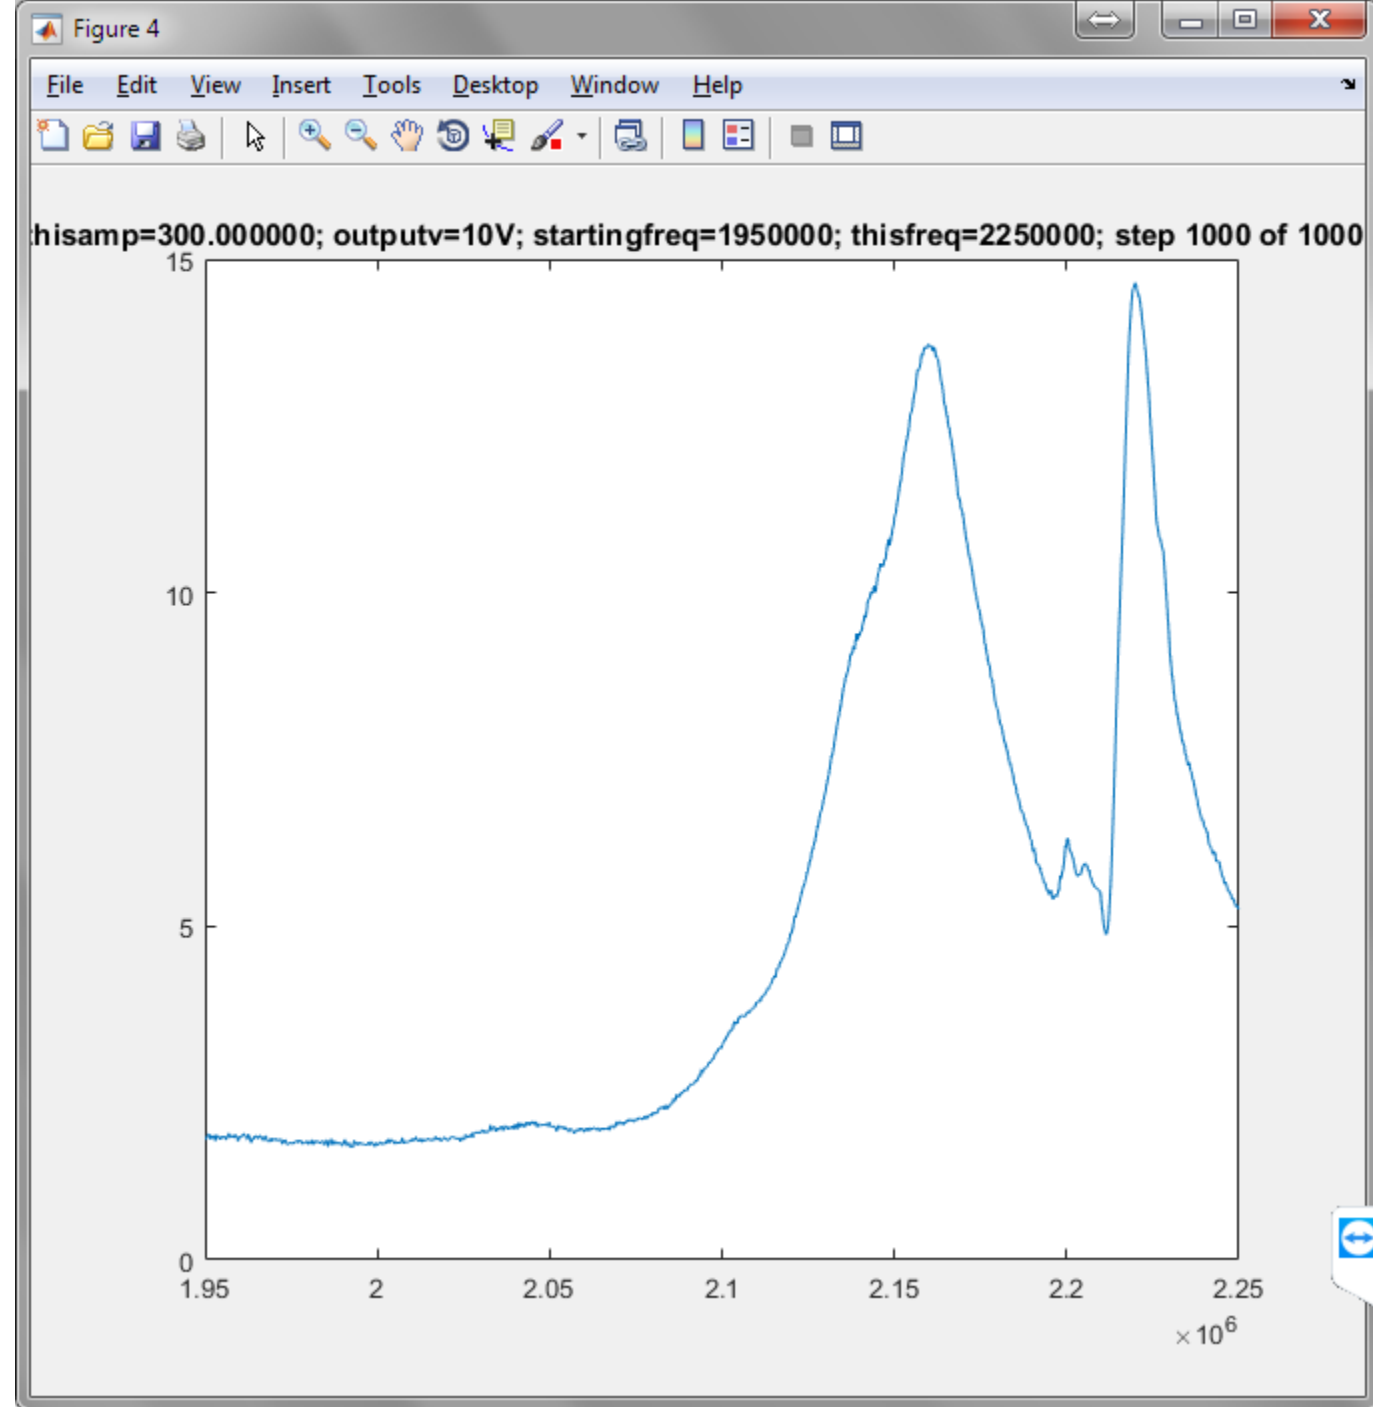 Figure 4
File Edit View Insert Tools Desktop Window Help
hisamp=300.000000; outputv=10V; startingfreq=1950000; thisfreq=2250000; step 1000 of 1000
15
10
5
0
1.95 2 2.05 2.1 2.15 2.2 2.25
×10^6